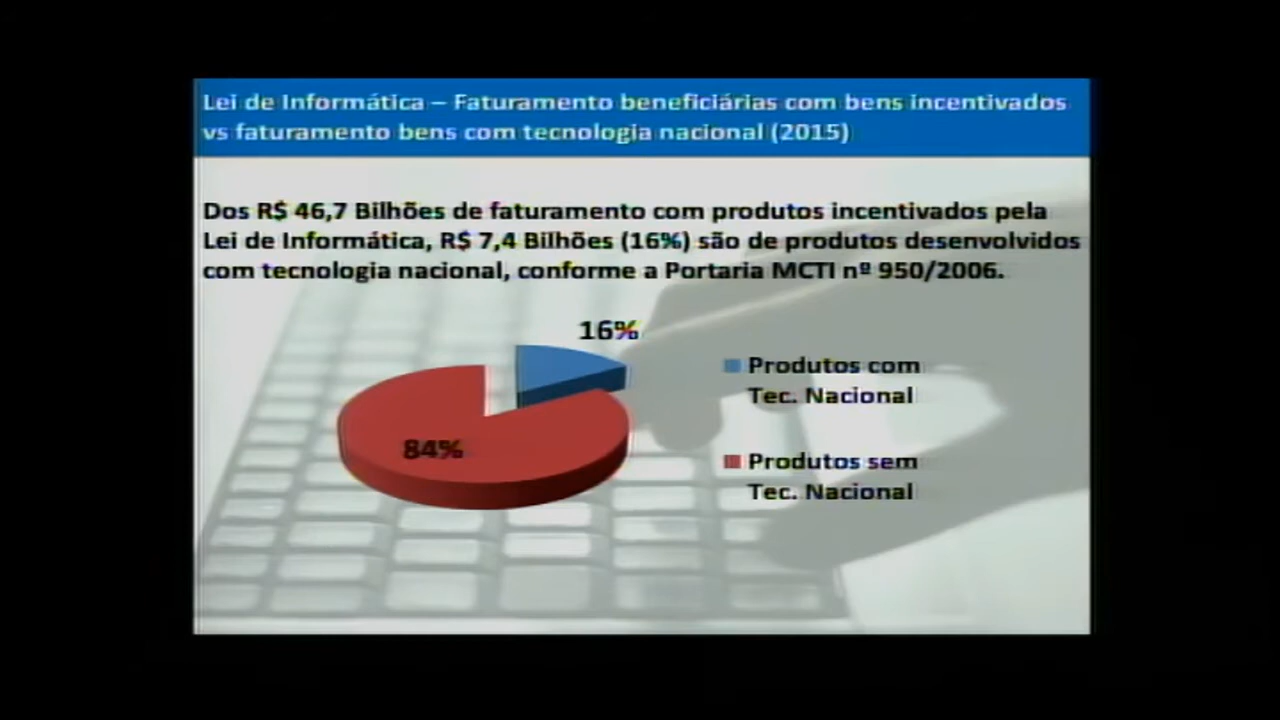 Lei de Informática – Faturamento beneficiárias com bens incentivados
vs faturamento bens com tecnologia nacional (2015)
Dos R$ 46,7 Bilhões de faturamento com produtos incentivados pela
Lei de Informática, R$ 7,4 Bilhões (16%) são de produtos desenvolvidos
com tecnologia nacional, conforme a Portaria MCTI nº 950/2006.
16%
84%
Produtos com
Tec. Nacional
Produtos sem
Tec. Nacional